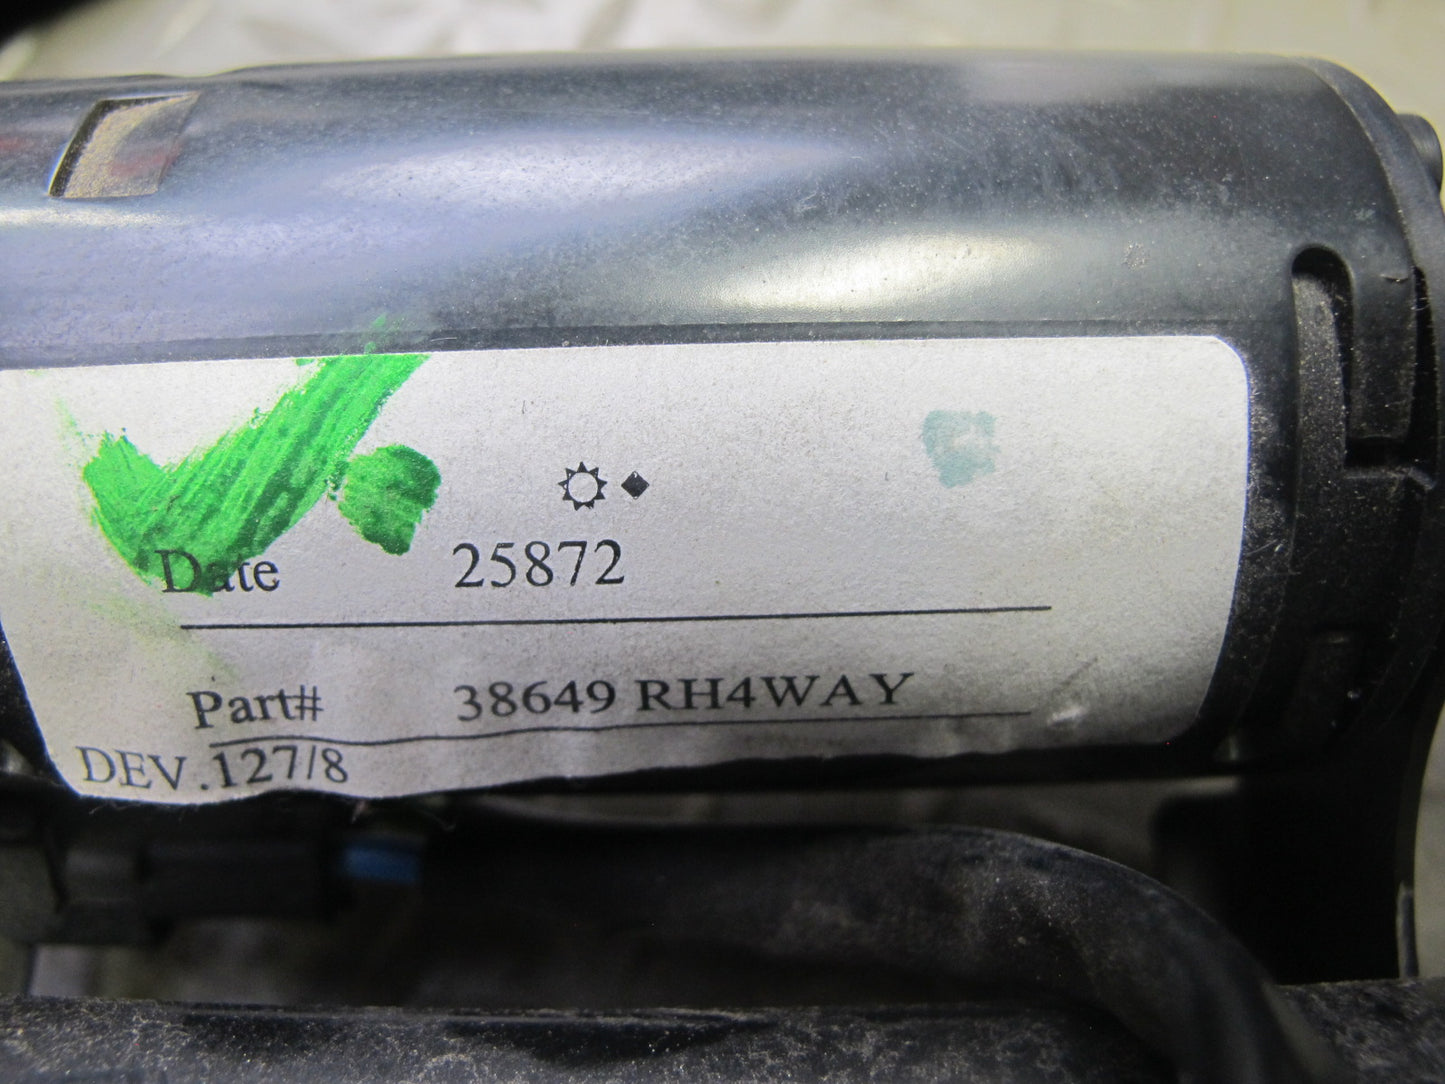 Date 25872
Part# 38649 RH4WAY
DEV.127/8